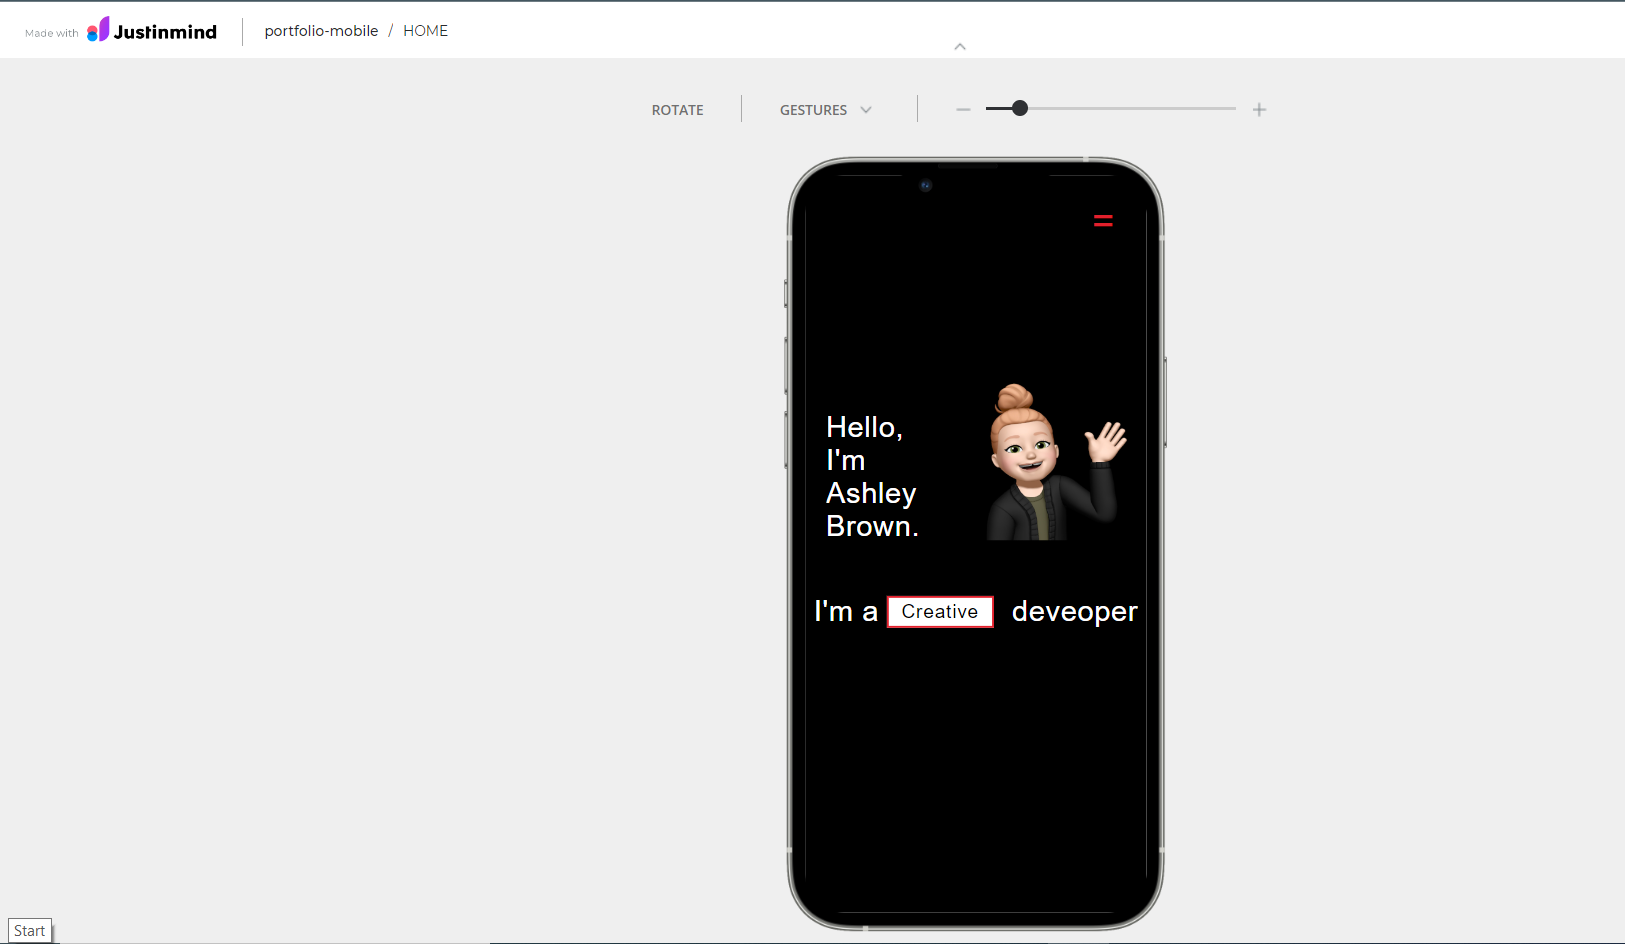 Made with Justinmind portfolio-mobile / HOME
ROTATE GESTURES
Hello,
I'm
Ashley
Brown.
I'm a Creative deveoper
Start